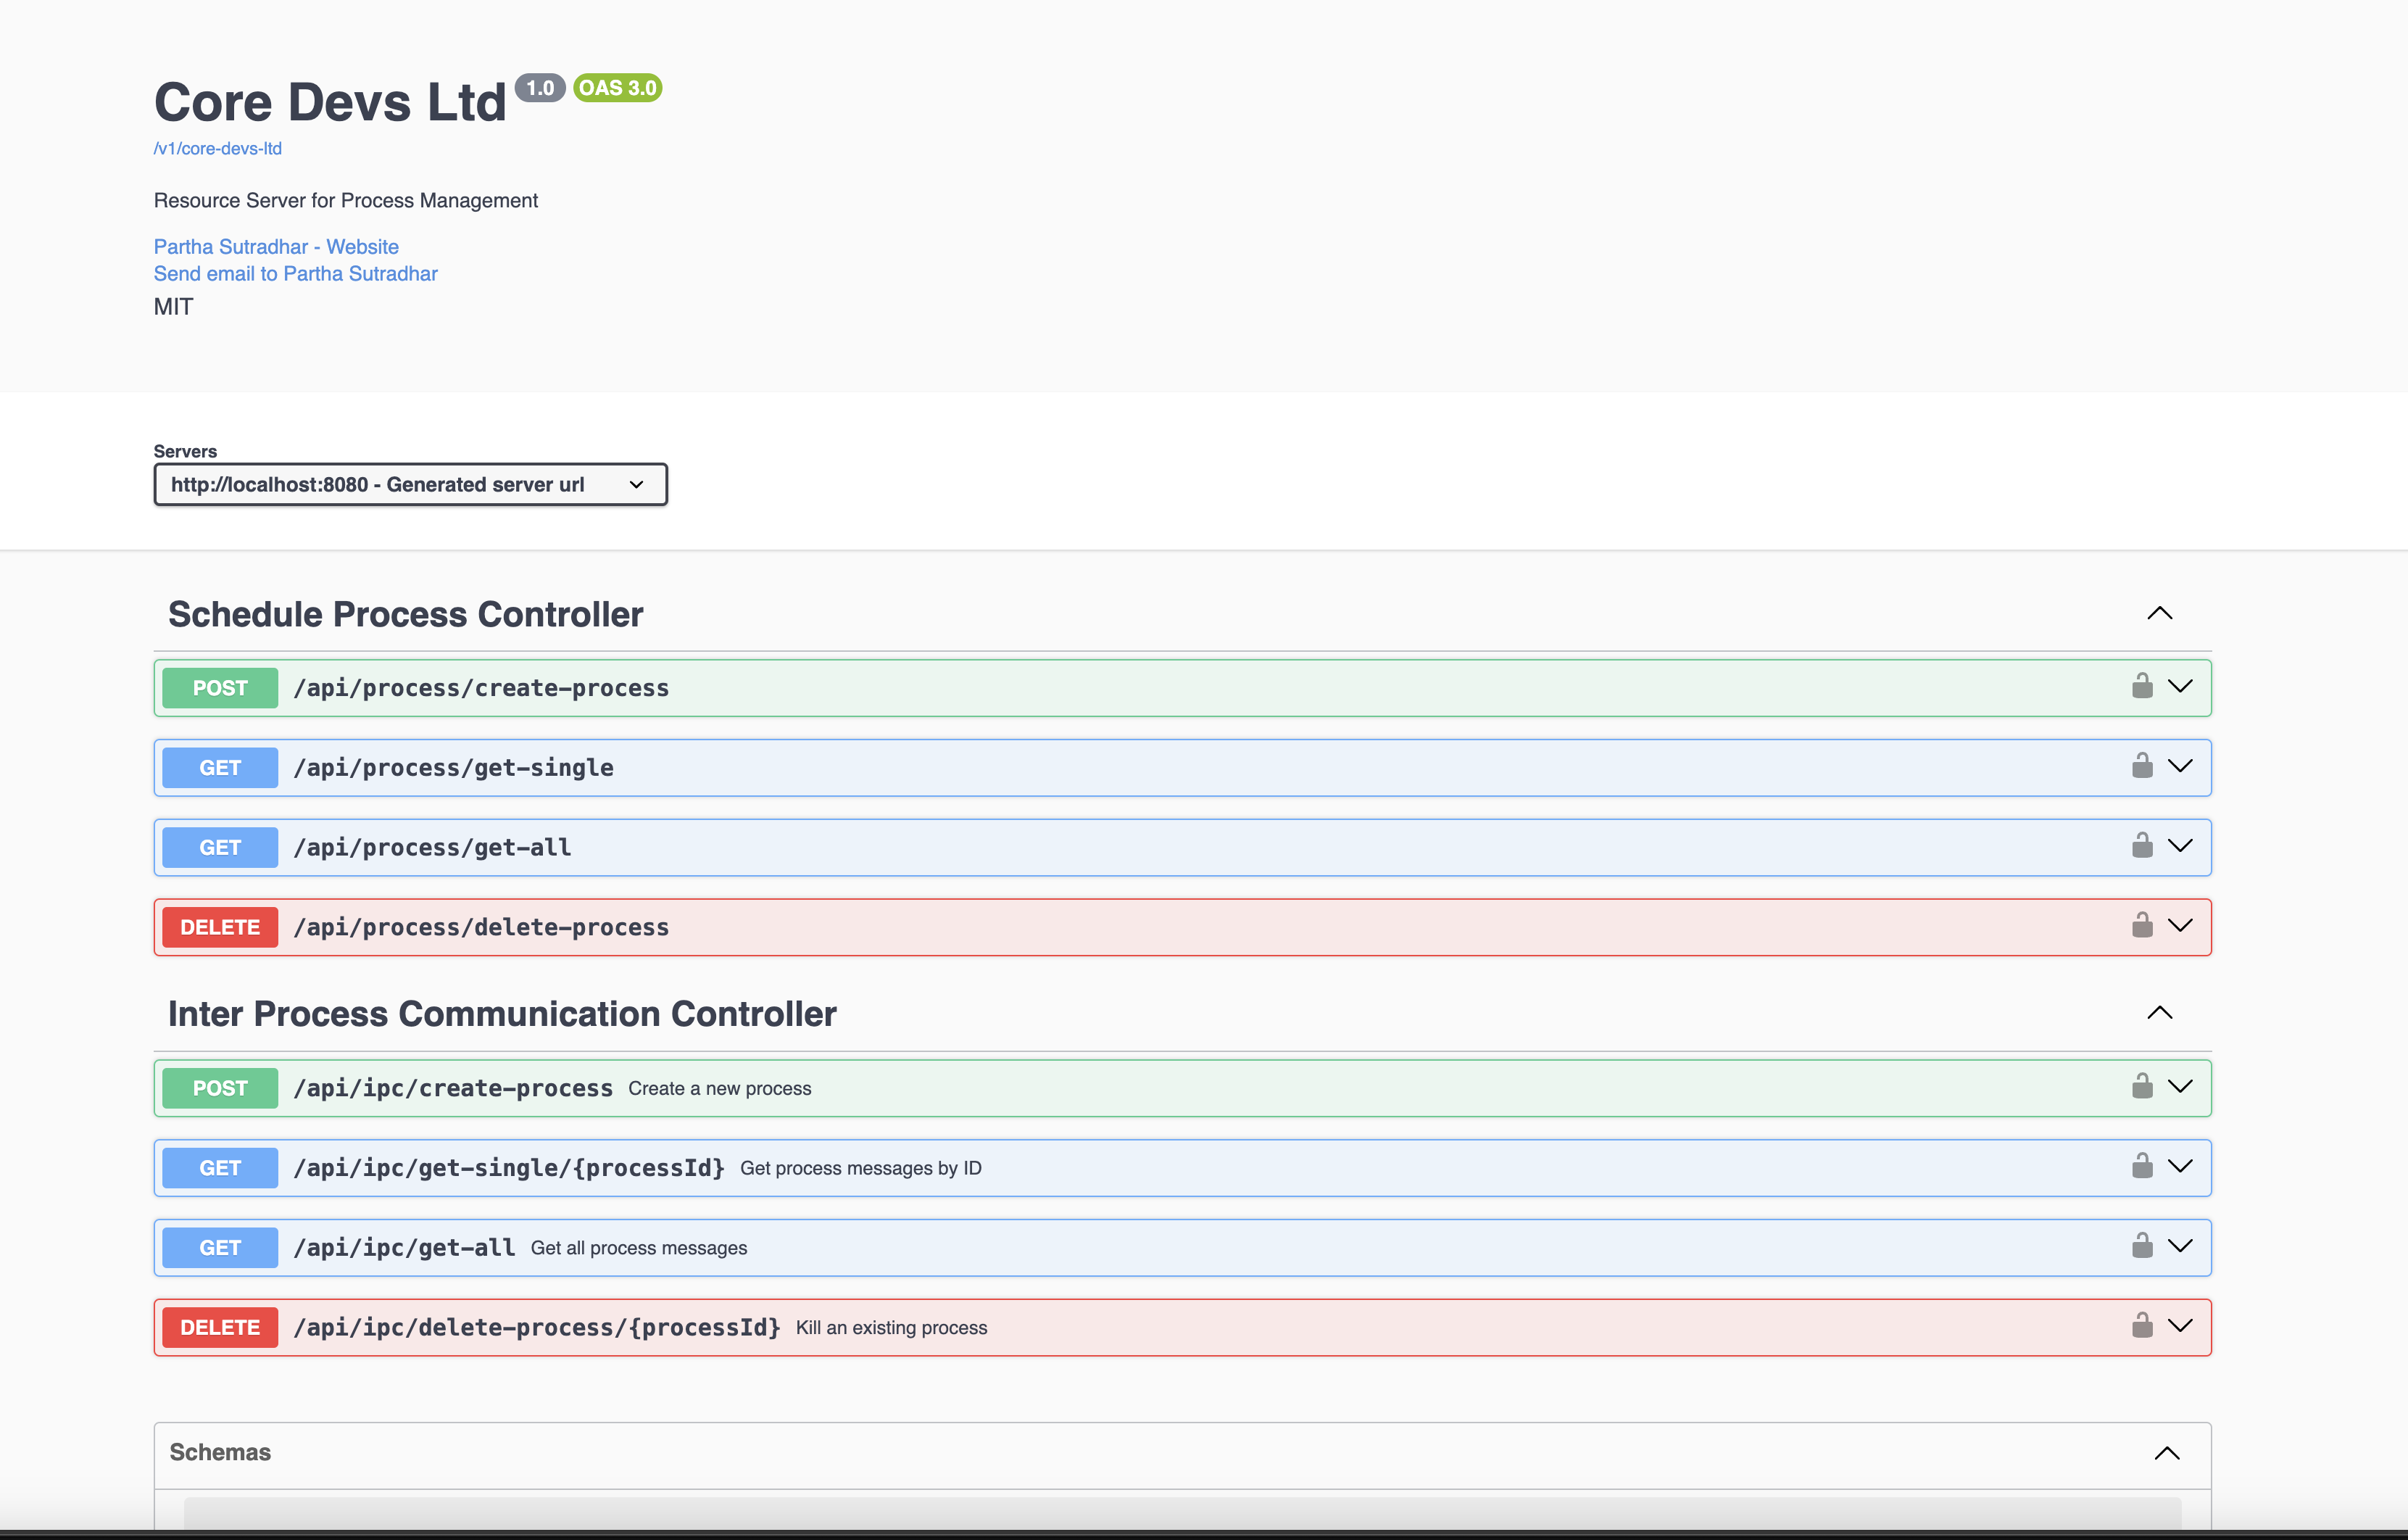 Core Devs Ltd 1.0 OAS 3.0
/v1/core-devs-ltd
Resource Server for Process Management
Partha Sutradhar - Website
Send email to Partha Sutradhar
MIT
Servers
http://localhost:8080 - Generated server url
Schedule Process Controller
POST /api/process/create-process
GET /api/process/get-single
GET /api/process/get-all
DELETE /api/process/delete-process
Inter Process Communication Controller
POST /api/ipc/create-process Create a new process
GET /api/ipc/get-single/{processId} Get process messages by ID
GET /api/ipc/get-all Get all process messages
DELETE /api/ipc/delete-process/{processId} Kill an existing process
Schemas